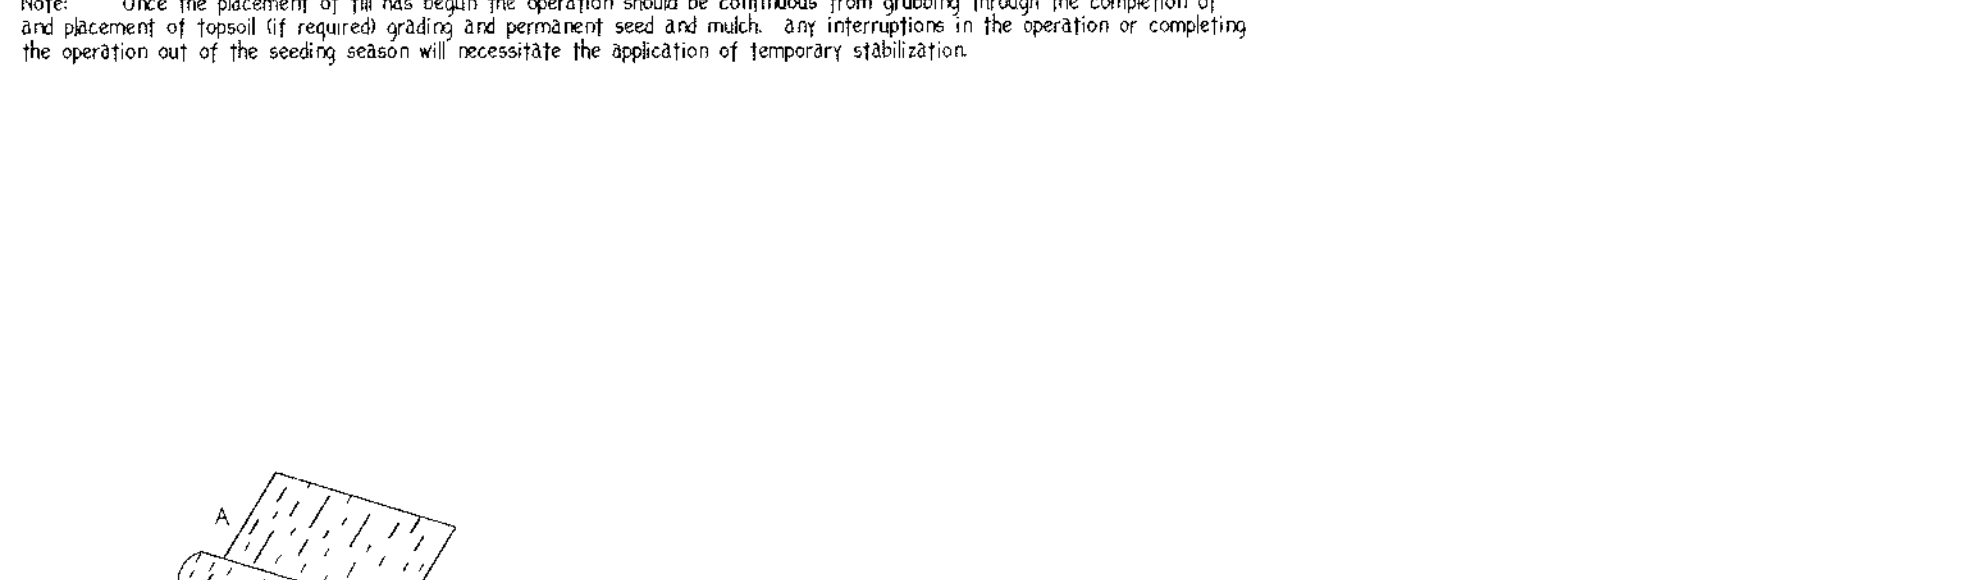 Note: Once the placement of fill has begun the operation should be continuous from grubbing through the completion of
and placement of topsoil (if required) grading and permanent seed and mulch. any interruptions in the operation or completing
the operation out of the seeding season will necessitate the application of temporary stabilization.
A